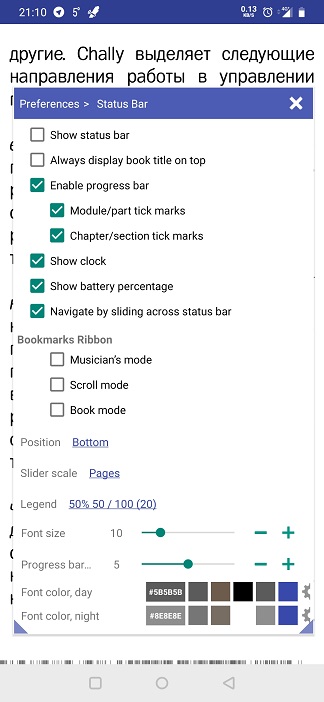 21:10 5° 0.13 KB/S 4G
другие. Chally выделяет следующие
направления работы в управлении
Preferences > Status Bar
Show status bar
Always display book title on top
Enable progress bar
Module/part tick marks
Chapter/section tick marks
Show clock
Show battery percentage
Navigate by sliding across status bar
Bookmarks Ribbon
Musician's mode
Scroll mode
Book mode
Position Bottom
Slider scale Pages
Legend 50% 50 / 100 (20)
Font size 10
Progress bar... 5
Font color, day #5B5B5B
Font color, night #8E8E8E